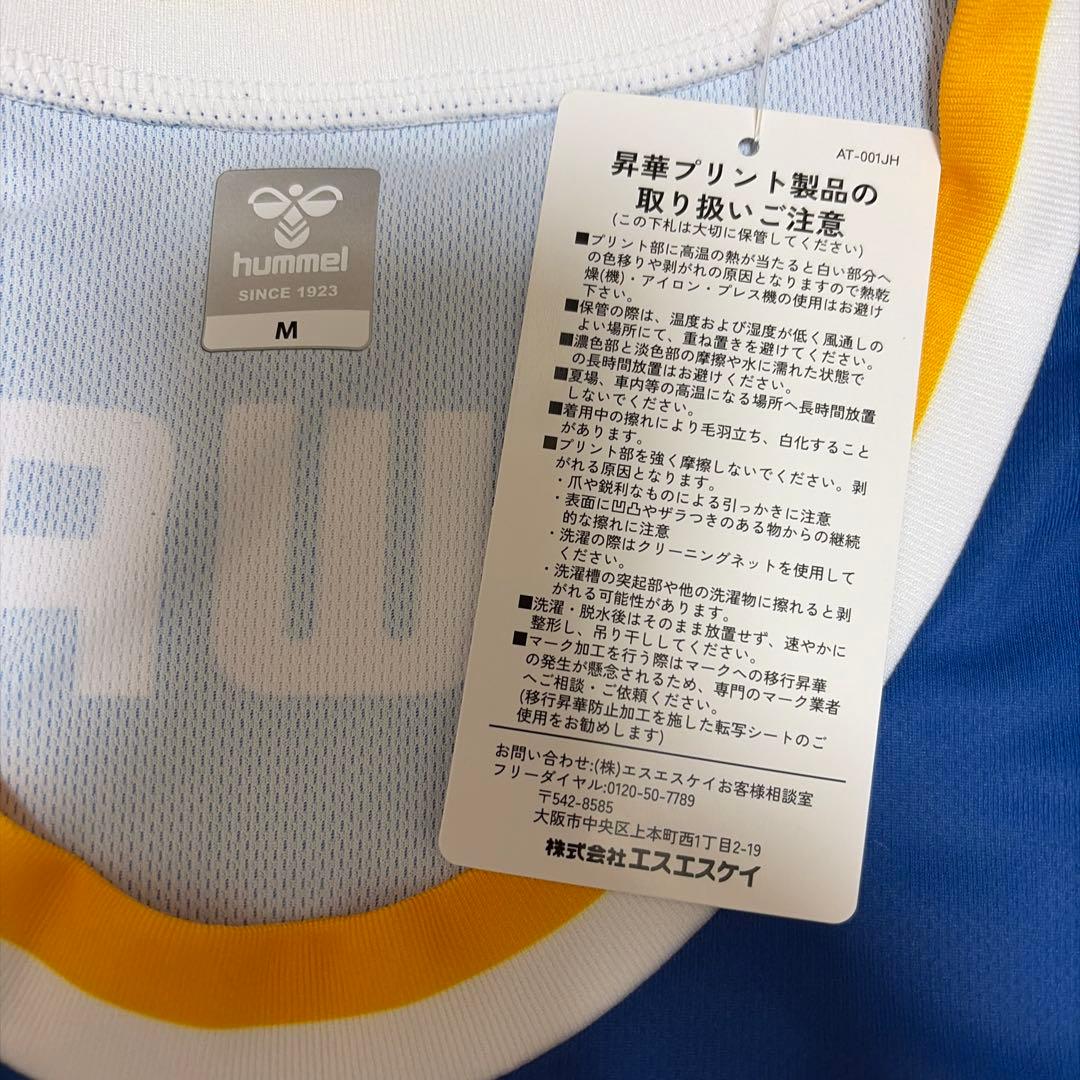 hummel
SINCE 1923
M
AT-001JH
昇華プリント製品の
取り扱いご注意
(この下札は大切に保管してください)
■プリント部に高温の熱が当たると白い部分へ
の色移りや剥がれの原因となりますので熱乾
燥(機)・アイロン・プレス機の使用はお避け
下さい。
■保管の際は、温度および湿度が低く風通しの
よい場所にて、重ね置きを避けてください。
■濃色部と淡色部の摩擦や水に濡れた状態で
の長時間放置はお避けください。
■夏場、車内等の高温になる場所へ長時間放置
しないでください。
■着用中の擦れにより毛羽立ち、白化すること
があります。
■プリント部を強く摩擦しないでください。剥
がれる原因となります。
・爪や鋭利なものによる引っかきに注意
・表面に凹凸やザラつきのある物からの継続
的な擦れに注意
・洗濯の際はクリーニングネットを使用して
ください。
・洗濯槽の突起部や他の洗濯物に擦れると剥
がれる可能性があります。
■洗濯・脱水後はそのまま放置せず、速やかに
整形し、吊り干ししてください。
■マーク加工を行う際はマークへの移行昇華
の発生が懸念されるため、専門のマーク業者
へご相談・ご依頼ください。
(移行昇華防止加工を施した転写シートのご
使用をお勧めします)
お問い合わせ:(株)エスエスケイお客様相談室
フリーダイヤル:0120-50-7789
〒542-8585
大阪市中央区上本町西1丁目2-19
株式会社エスエスケイ